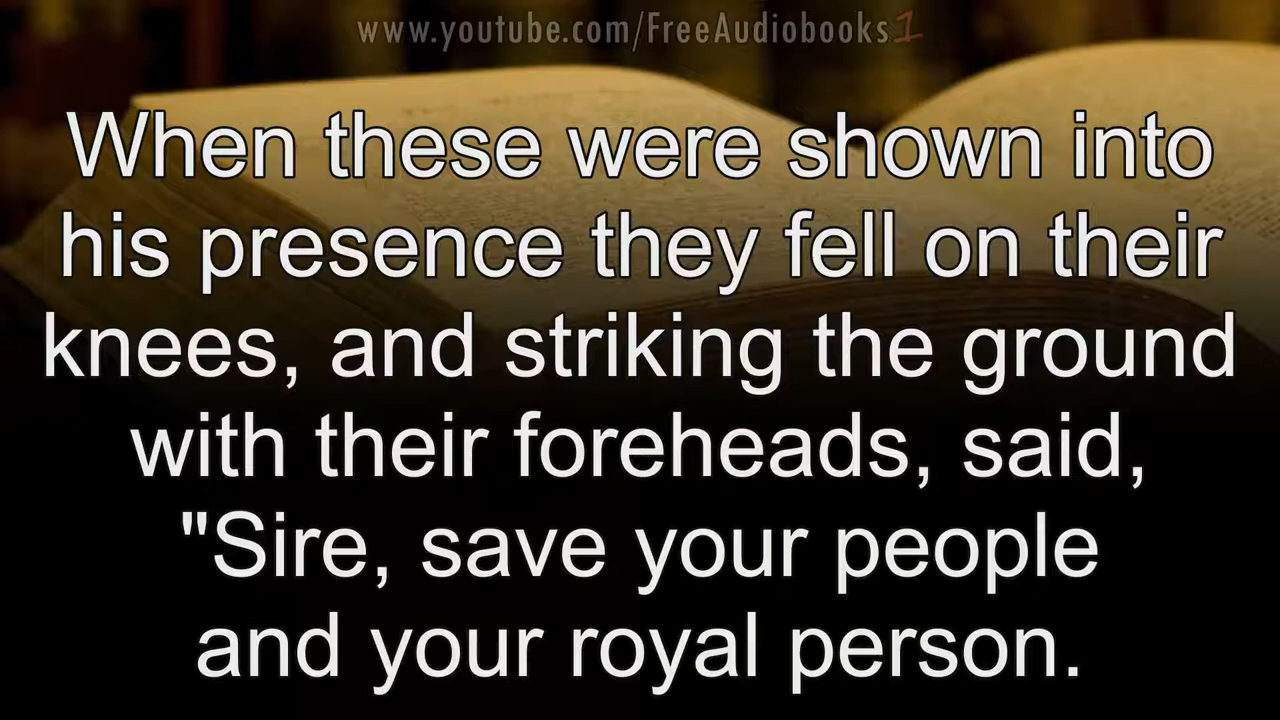 www.youtube.com/FreeAudiobooks1
When these were shown into
his presence they fell on their
knees, and striking the ground
with their foreheads, said,
"Sire, save your people
and your royal person.